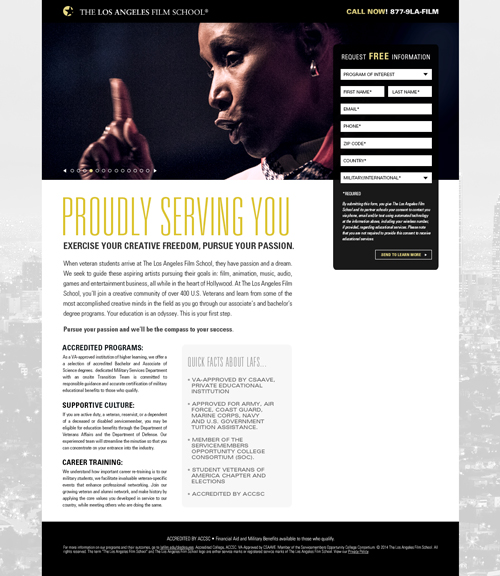 THE LOS ANGELES FILM SCHOOL®
CALL NOW! 877-9LA-FILM
REQUEST FREE INFORMATION
PROGRAM OF INTEREST
FIRST NAME*
LAST NAME*
EMAIL*
PHONE*
ZIP CODE*
COUNTRY*
MILITARY/INTERNATIONAL*
*REQUIRED
By submitting this form, you give The Los Angeles Film
School and its partner schools your consent to contact you
via phone, email and/or text using automated technology
at the information above, including your wireless number,
if provided, regarding educational services. Please note
that you are not required to provide this consent to receive
educational services.
SEND TO LEARN MORE
PROUDLY SERVING YOU
EXERCISE YOUR CREATIVE FREEDOM, PURSUE YOUR PASSION.
When veteran students arrive at The Los Angeles Film School, they have passion and a dream.
We seek to guide these aspiring artists pursuing their goals in: film, animation, music, audio,
games and entertainment business, all while in the heart of Hollywood. At The Los Angeles Film
School, you'll join a creative community of over 400 U.S. Veterans and learn from some of the
most accomplished creative minds in the field as you go through our associate's and bachelor's
degree programs. Your education is an odyssey. This is your first step.
Pursue your passion and we'll be the compass to your success.
ACCREDITED PROGRAMS:
As a VA-approved institution of higher learning, we offer a
a selection of accredited Bachelor and Associate of
Science degrees. dedicated Military Services Department
with an onsite Transition Team is committed to
responsible guidance and accurate certification of military
educational benefits to those who qualify.
SUPPORTIVE CULTURE:
If you are active duty, a veteran, reservist, or a dependent
of a deceased or disabled servicemember, you may be
eligible for education benefits through the Department of
Veterans Affairs and the Department of Defense. Our
experienced team will streamline the transition so that you
can concentrate on your entrance into the industry.
CAREER TRAINING:
We understand how important career re-training is to our
military students; we facilitate invaluable veteran-specific
events that enhance professional networking. Join our
growing veteran and alumni network, and make history by
applying the core values you developed in service to our
country, while meeting others who are doing the same.
QUICK FACTS ABOUT LAFS...
• VA-APPROVED BY CSAAVE,
PRIVATE EDUCATIONAL
INSTITUTION
• APPROVED FOR ARMY, AIR
FORCE, COAST GUARD,
MARINE CORPS, NAVY
AND U.S. GOVERNMENT
TUITION ASSISTANCE.
• MEMBER OF THE
SERVICEMEMBERS
OPPORTUNITY COLLEGE
CONSORTIUM (SOC).
• STUDENT VETERANS OF
AMERICA CHAPTER AND
ELECTIONS
• ACCREDITED BY ACCSC
ACCREDITED BY ACCSC • Financial Aid and Military Benefits available to those who qualify.
For more information on our programs and their outcomes, go to lafilm.edu/disclosures. Accredited College, ACCSC. VA-Approved by CSAAVE. Member of the Servicemembers Opportunity College Consortium. © 2014 The Los Angeles Film School. All
rights reserved. The term "The Los Angeles Film School" and The Los Angeles Film School logo are either service marks or registered service marks of The Los Angeles Film School. View our Privacy Policy.